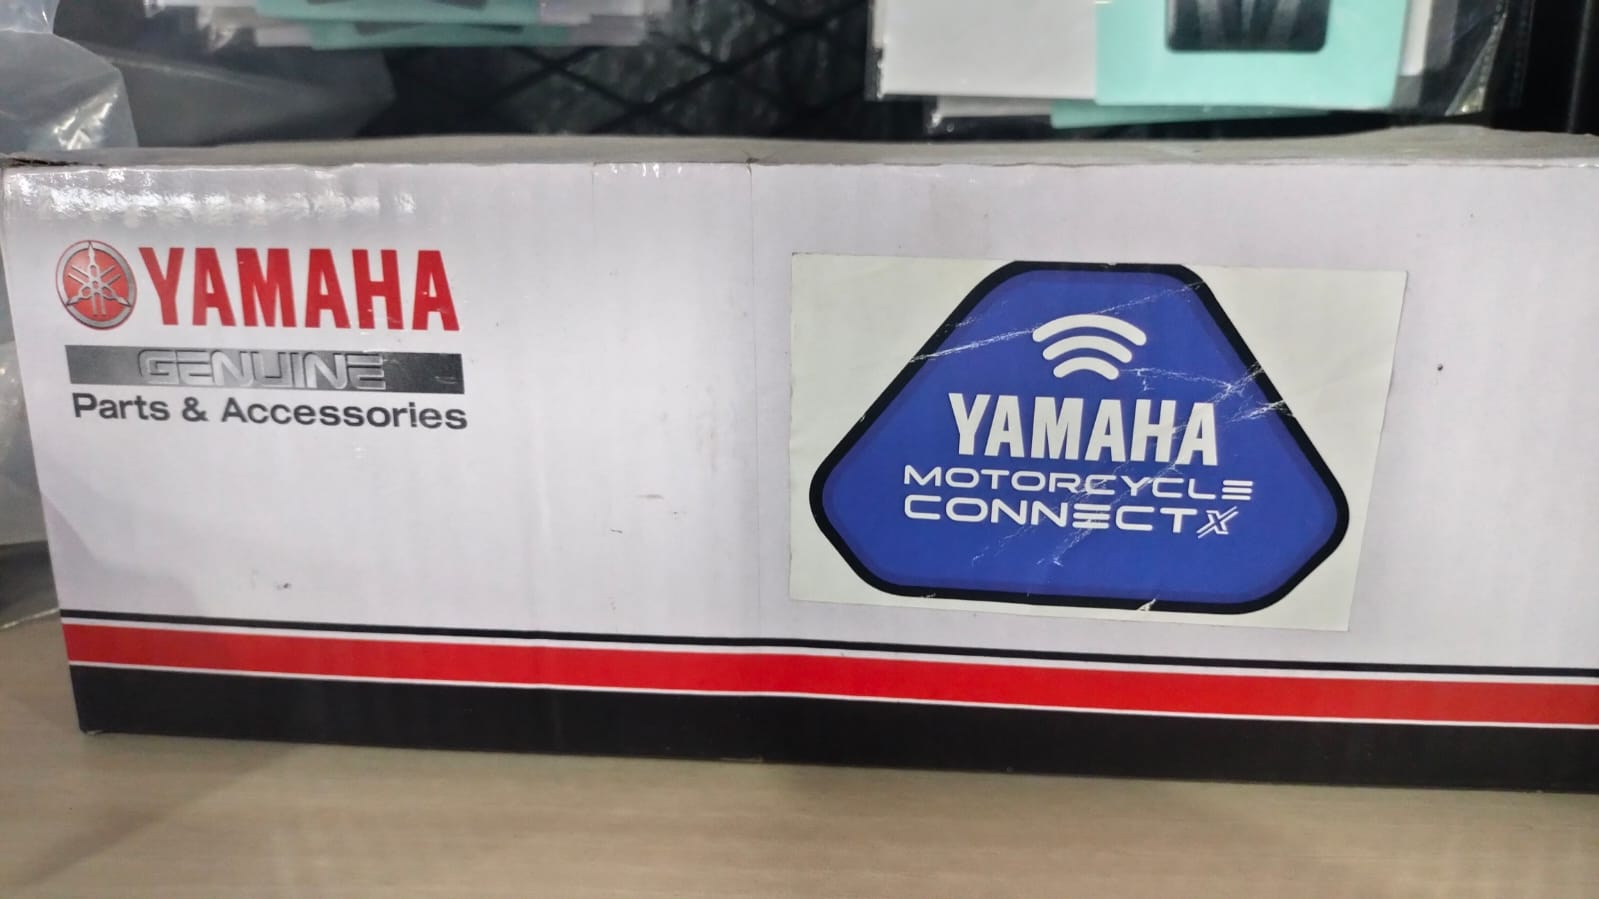 YAMAHA
GENUINE
Parts & Accessories
YAMAHA
MOTORCYCLE
CONNECTX